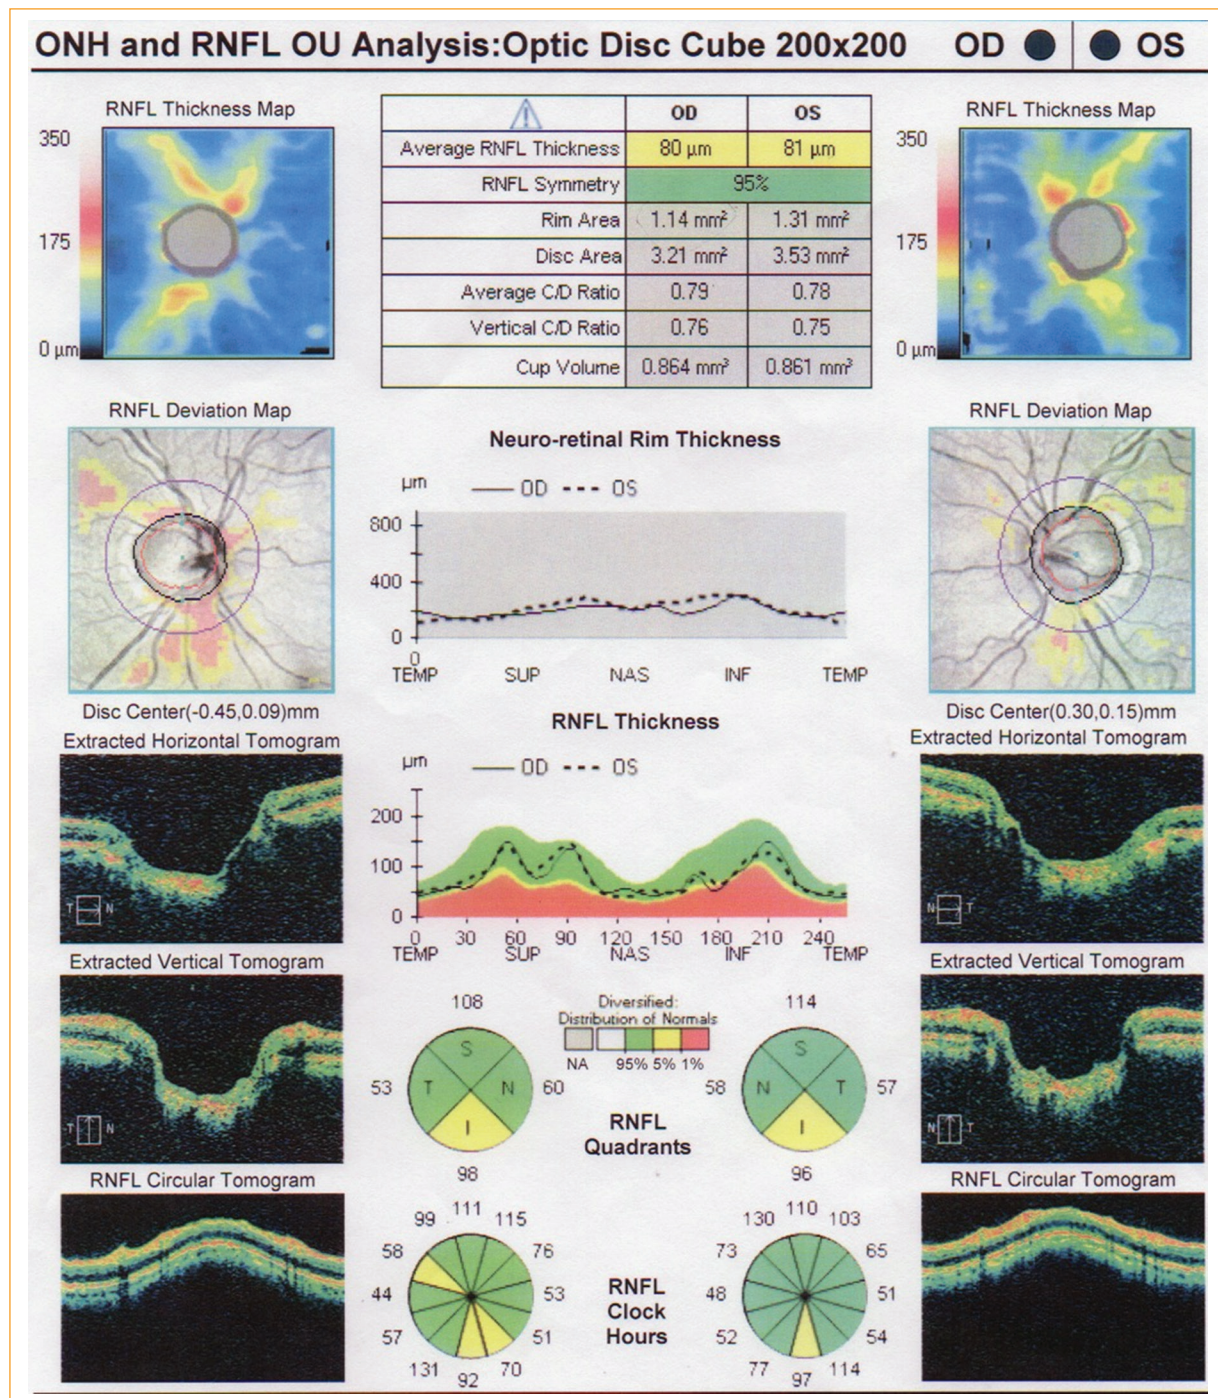 ONH and RNFL OU Analysis:Optic Disc Cube 200x200 OD OS
RNFL Thickness Map
350
175
0 μm
OD OS
Average RNFL Thickness 80 μm 81 μm
RNFL Symmetry 95%
Rim Area 1.14 mm² 1.31 mm²
Disc Area 3.21 mm² 3.53 mm²
Average C/D Ratio 0.79 0.78
Vertical C/D Ratio 0.76 0.75
Cup Volume 0.864 mm³ 0.861 mm³
RNFL Thickness Map
350
175
0 μm
RNFL Deviation Map
Disc Center(-0.45,0.09)mm
Neuro-retinal Rim Thickness
μm OD OS
800
400
0
0
TEMP SUP NAS INF TEMP
RNFL Deviation Map
Disc Center(0.30,0.15)mm
Extracted Horizontal Tomogram
T N
RNFL Thickness
μm OD OS
200
100
0
0 30 60 90 120 150 180 210 240
TEMP SUP NAS INF TEMP
Extracted Horizontal Tomogram
N T
Extracted Vertical Tomogram
T N
108
S
53 T N 60
I
98
Diversified:
Distribution of Normals
NA 95% 5% 1%
RNFL
Quadrants
114
S
58 N T 57
I
96
Extracted Vertical Tomogram
N T
RNFL Circular Tomogram
99 111 115
58 76
44 53
57 51
131 92 70
RNFL
Clock
Hours
130 110 103
73 65
48 51
52 54
77 97 114
RNFL Circular Tomogram